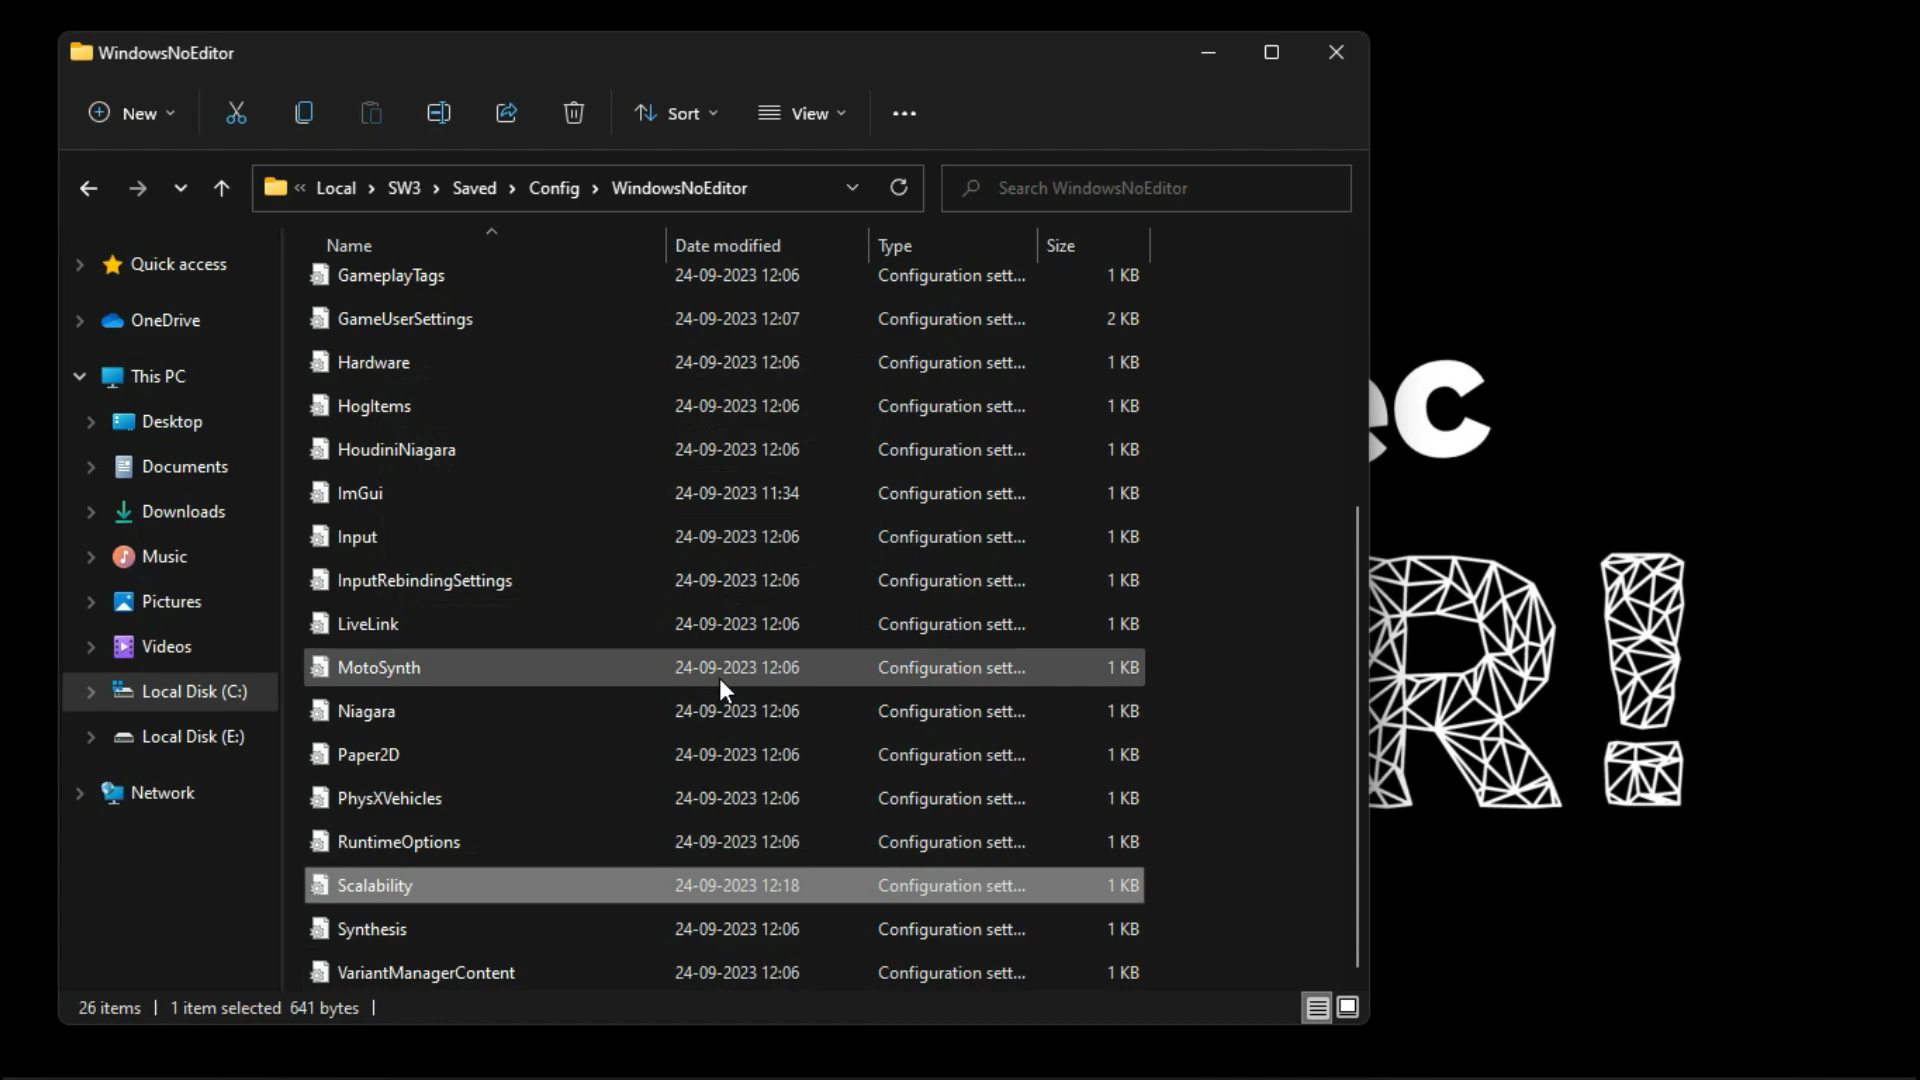 WindowsNoEditor
New
Sort
View
« Local > SW3 > Saved > Config > WindowsNoEditor
Search WindowsNoEditor
Quick access
OneDrive
This PC
Desktop
Documents
Downloads
Music
Pictures
Videos
Local Disk (C:)
Local Disk (E:)
Network
Name Date modified Type Size
GameplayTags 24-09-2023 12:06 Configuration sett... 1 KB
GameUserSettings 24-09-2023 12:07 Configuration sett... 2 KB
Hardware 24-09-2023 12:06 Configuration sett... 1 KB
HogItems 24-09-2023 12:06 Configuration sett... 1 KB
HoudiniNiagara 24-09-2023 12:06 Configuration sett... 1 KB
ImGui 24-09-2023 11:34 Configuration sett... 1 KB
Input 24-09-2023 12:06 Configuration sett... 1 KB
InputRebindingSettings 24-09-2023 12:06 Configuration sett... 1 KB
LiveLink 24-09-2023 12:06 Configuration sett... 1 KB
MotoSynth 24-09-2023 12:06 Configuration sett... 1 KB
Niagara 24-09-2023 12:06 Configuration sett... 1 KB
Paper2D 24-09-2023 12:06 Configuration sett... 1 KB
PhysXVehicles 24-09-2023 12:06 Configuration sett... 1 KB
RuntimeOptions 24-09-2023 12:06 Configuration sett... 1 KB
Scalability 24-09-2023 12:18 Configuration sett... 1 KB
Synthesis 24-09-2023 12:06 Configuration sett... 1 KB
VariantManagerContent 24-09-2023 12:06 Configuration sett... 1 KB
26 items | 1 item selected 641 bytes |
ec
R!